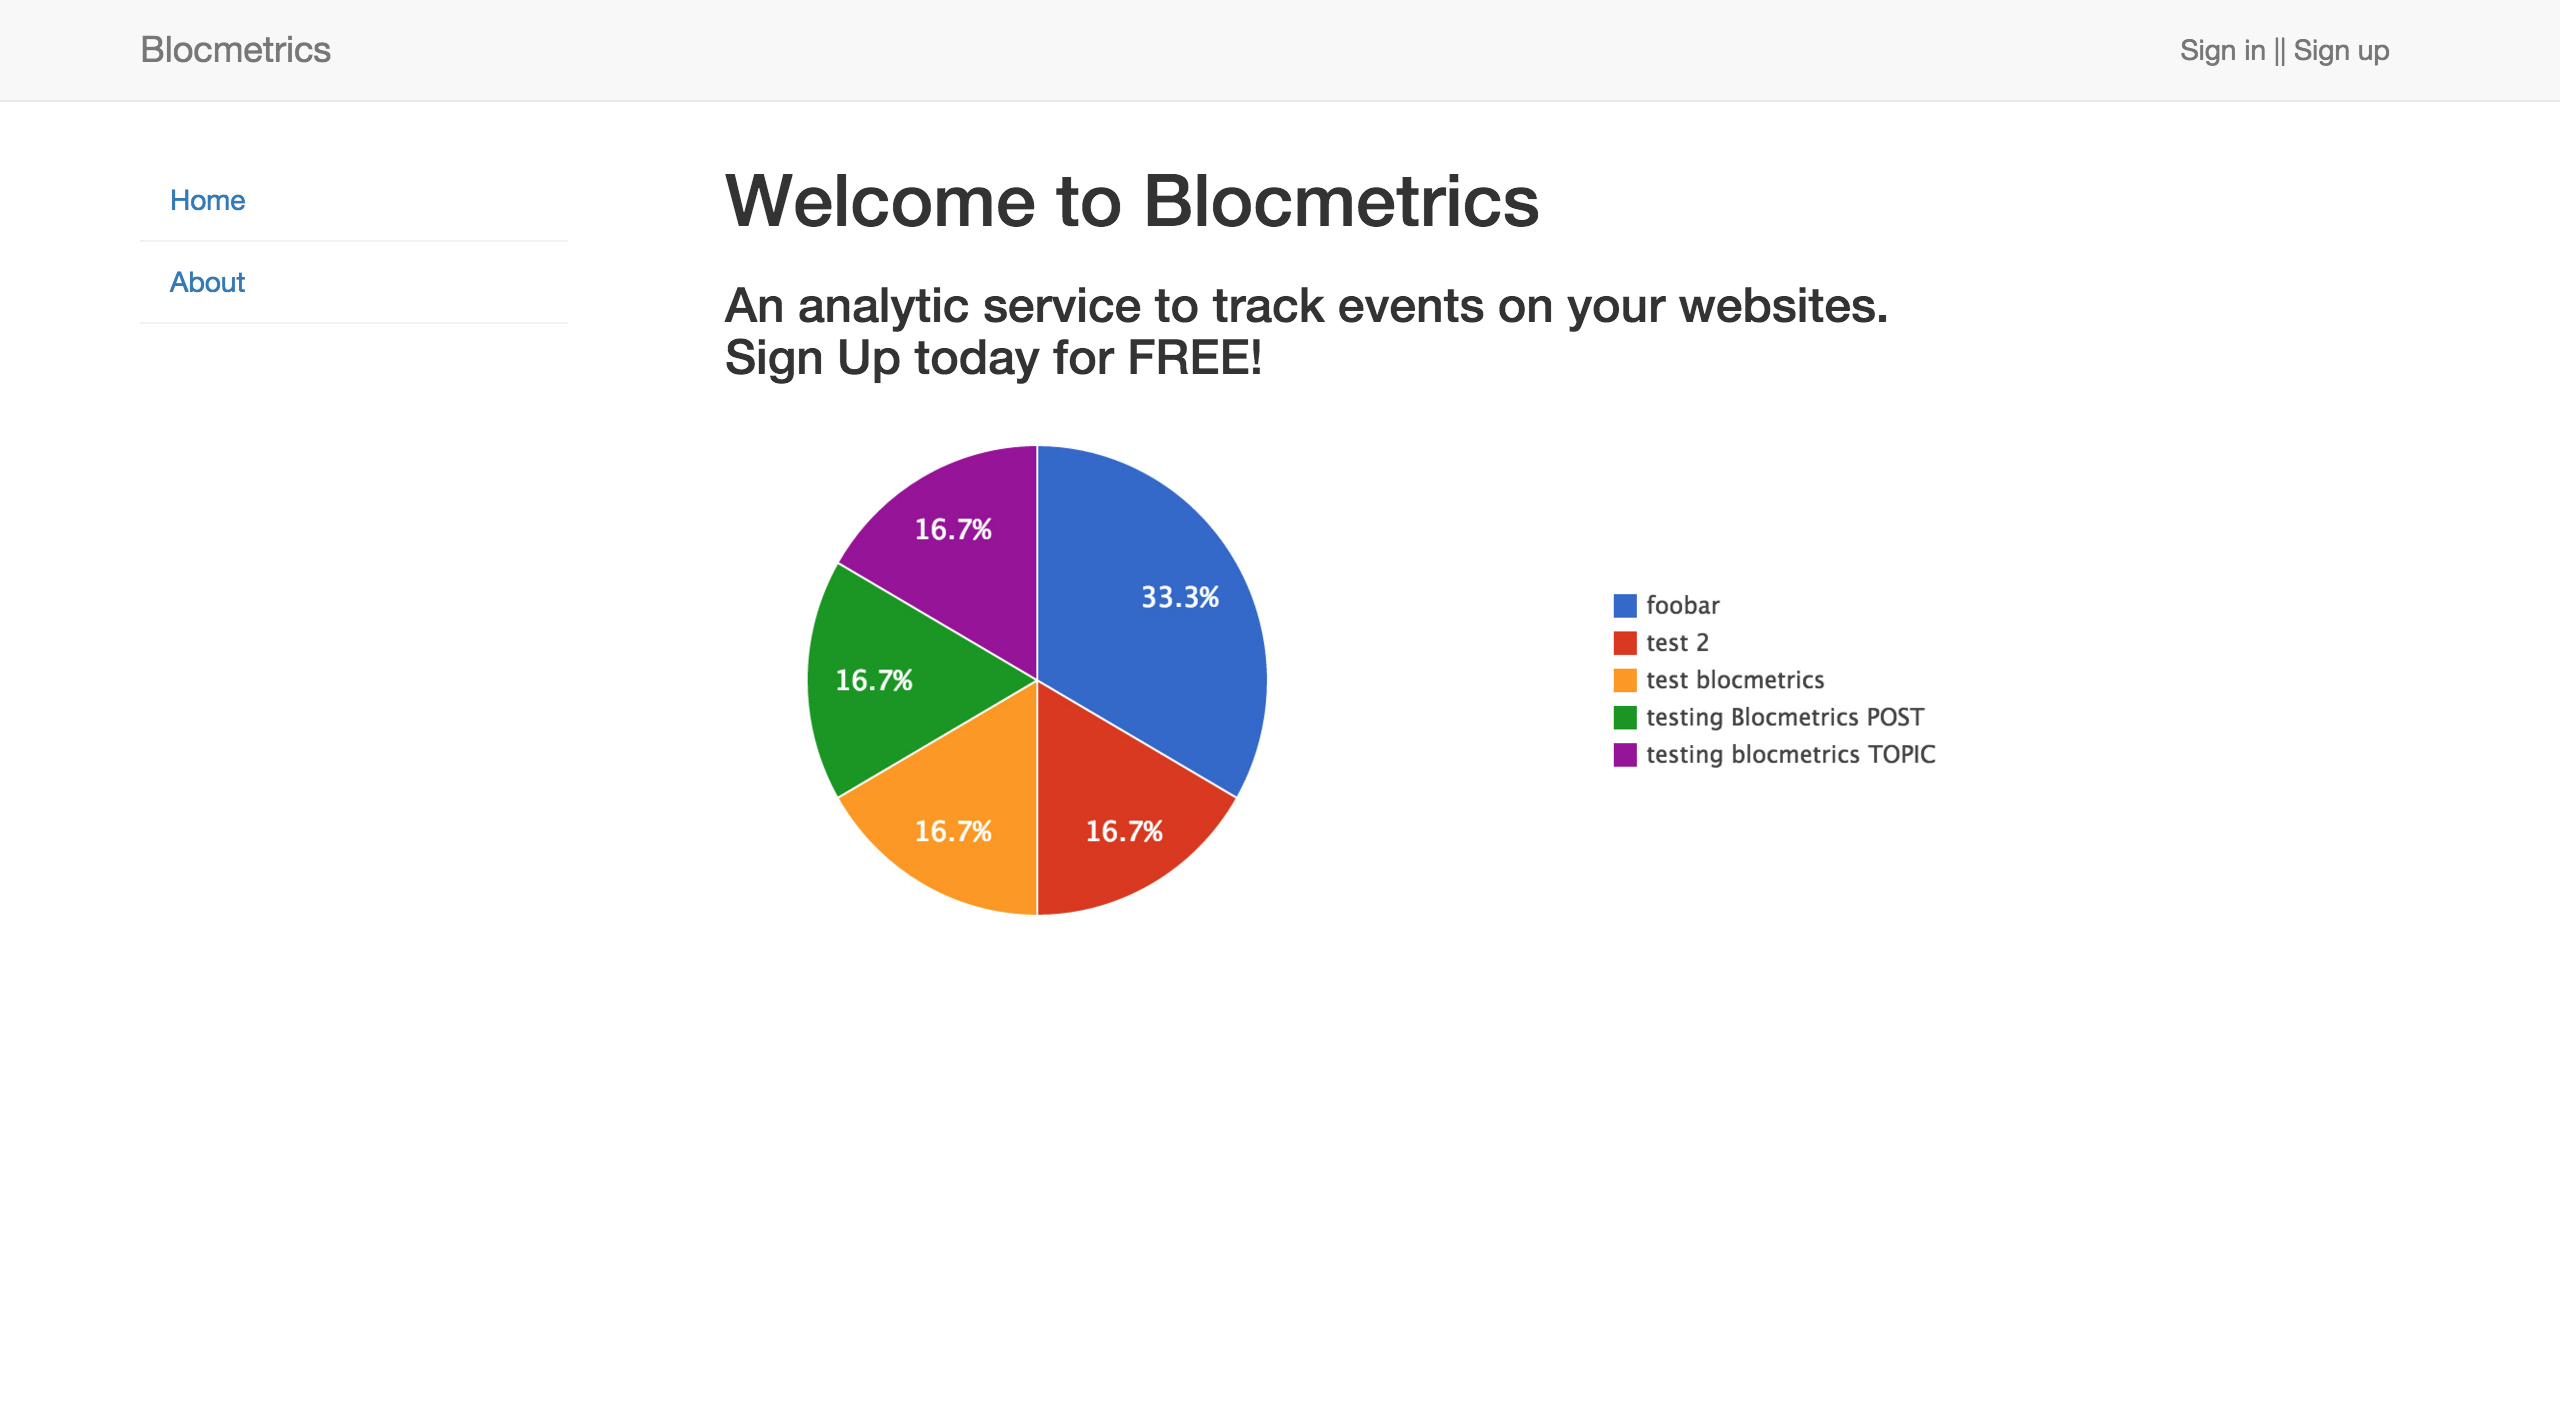 Blocmetrics
Sign in || Sign up
Home
About
Welcome to Blocmetrics
An analytic service to track events on your websites.
Sign Up today for FREE!
16.7%
33.3%
16.7%
16.7%
16.7%
foobar
test 2
test blocmetrics
testing Blocmetrics POST
testing blocmetrics TOPIC